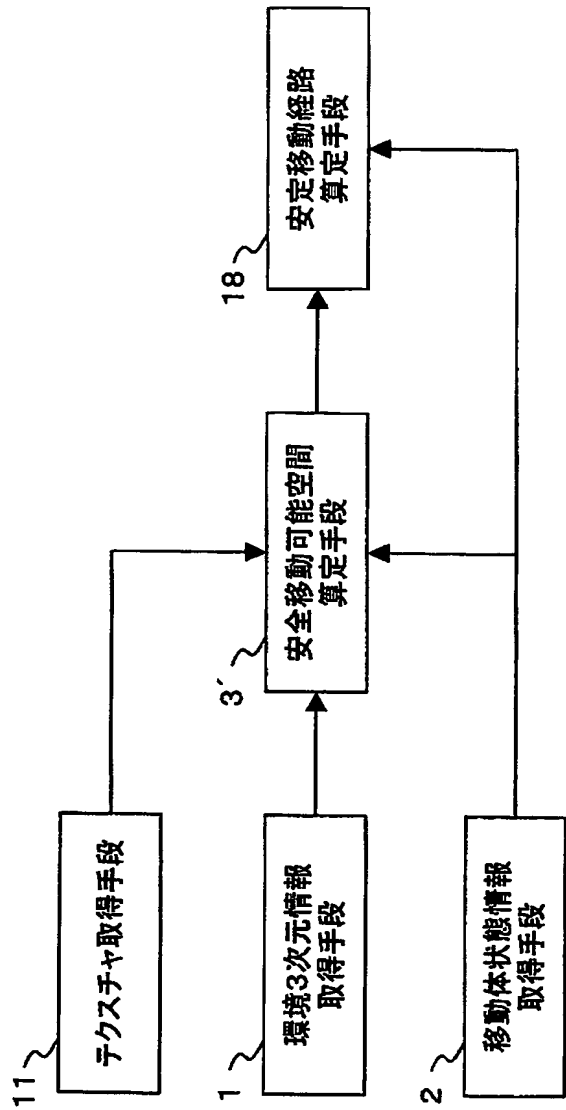 11
テクスチャ取得手段
1
環境3次元情報
取得手段
2
移動体状態情報
取得手段
3´
安全移動可能空間
算定手段
18
安定移動経路
算定手段